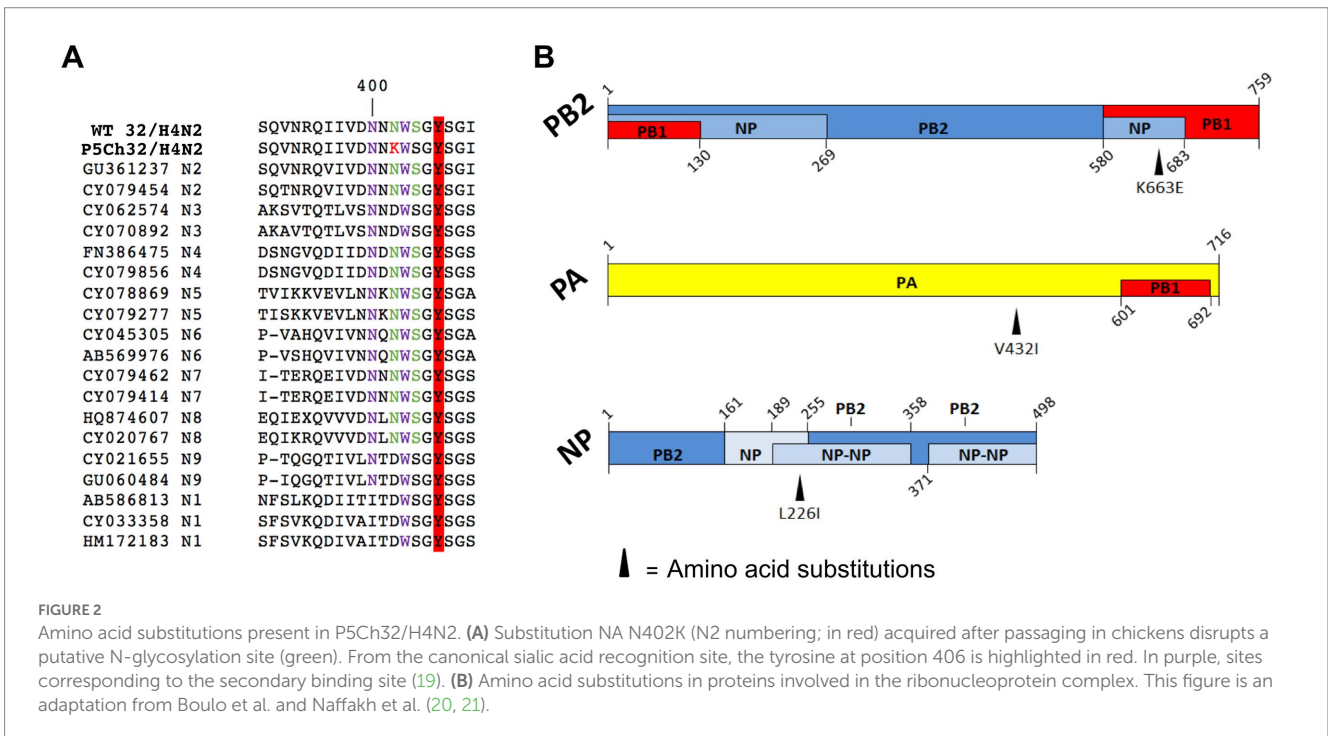 A
400
WT 32/H4N2 SQVNRQIIVDNNNWSGYSGI
P5Ch32/H4N2 SQVNRQIIVDNNKWSGYSGI
GU361237 N2 SQVNRQVIVDNNNWSGYSGI
CY079454 N2 SQTNRQVIVDNNNWSGYSGI
CY062574 N3 AKSVTQTLVSNNDWSGYSGS
CY070892 N3 AKAVTQTLVSNNDWSGYSGS
FN386475 N4 DSNGVQDIIDNDNWSGYSGS
CY079856 N4 DSNGVQDIIDNDNWSGYSGS
CY078869 N5 TVIKKVEVLNNKNWSGYSGA
CY079277 N5 TISKKVEVLNNKNWSGYSGA
CY045305 N6 P-VAHQVIVNNQNWSGYSGA
AB569976 N6 P-VSHQVIVNNQNWSGYSGA
CY079462 N7 I-TERQEIVDNNNWSGYSGS
CY079414 N7 I-TERQEIVDNNNWSGYSGS
HQ874607 N8 EQIEXQVVVDNLNWSGYSGS
CY020767 N8 EQIKRQVVVDNLNWSGYSGS
CY021655 N9 P-TQGQTIVLNTDWSGYSGS
GU060484 N9 P-IQGQTIVLNTDWSGYSGS
AB586813 N1 NFSLKQDIITITDWSGYSGS
CY033358 N1 SFSVKQDIVAITDWSGYSGS
HM172183 N1 SFSVKQDIVAITDWSGYSGS
B
1 759
PB2
PB1 NP PB2 NP PB1
130 269 580 683
K663E
1 716
PA
PA PB1
601 692
V432I
1 161 189 255 PB2 358 PB2 498
NP
PB2 NP NP-NP NP-NP
371
L226I
= Amino acid substitutions
FIGURE 2
Amino acid substitutions present in P5Ch32/H4N2. (A) Substitution NA N402K (N2 numbering; in red) acquired after passaging in chickens disrupts a
putative N-glycosylation site (green). From the canonical sialic acid recognition site, the tyrosine at position 406 is highlighted in red. In purple, sites
corresponding to the secondary binding site (19). (B) Amino acid substitutions in proteins involved in the ribonucleoprotein complex. This figure is an
adaptation from Boulo et al. and Naffakh et al. (20, 21).